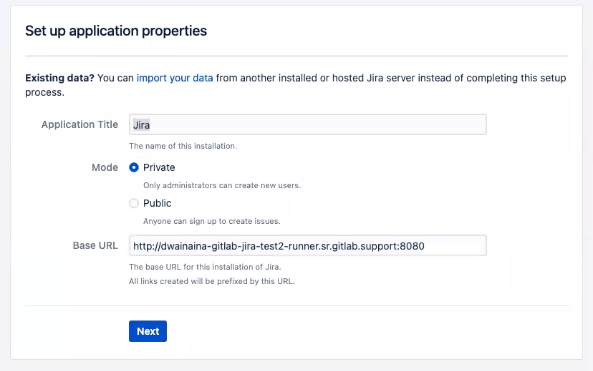 Set up application properties
Existing data? You can import your data from another installed or hosted Jira server instead of completing this setup
process.
Application Title Jira
The name of this installation.
Mode Private
Only administrators can create new users.
Public
Anyone can sign up to create issues.
Base URL http://dwainaina-gitlab-jira-test2-runner.sr.gitlab.support:8080
The base URL for this installation of Jira.
All links created will be prefixed by this URL.
Next